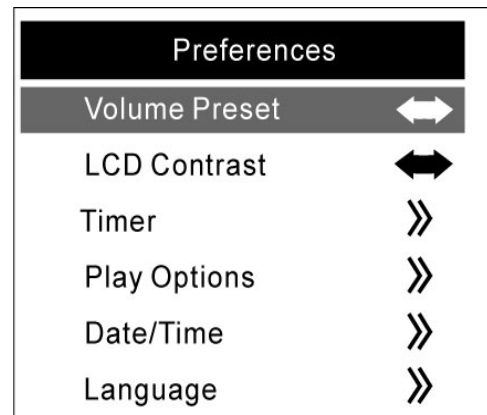 Preferences
Volume Preset
LCD Contrast
Timer
Play Options
Date/Time
Language